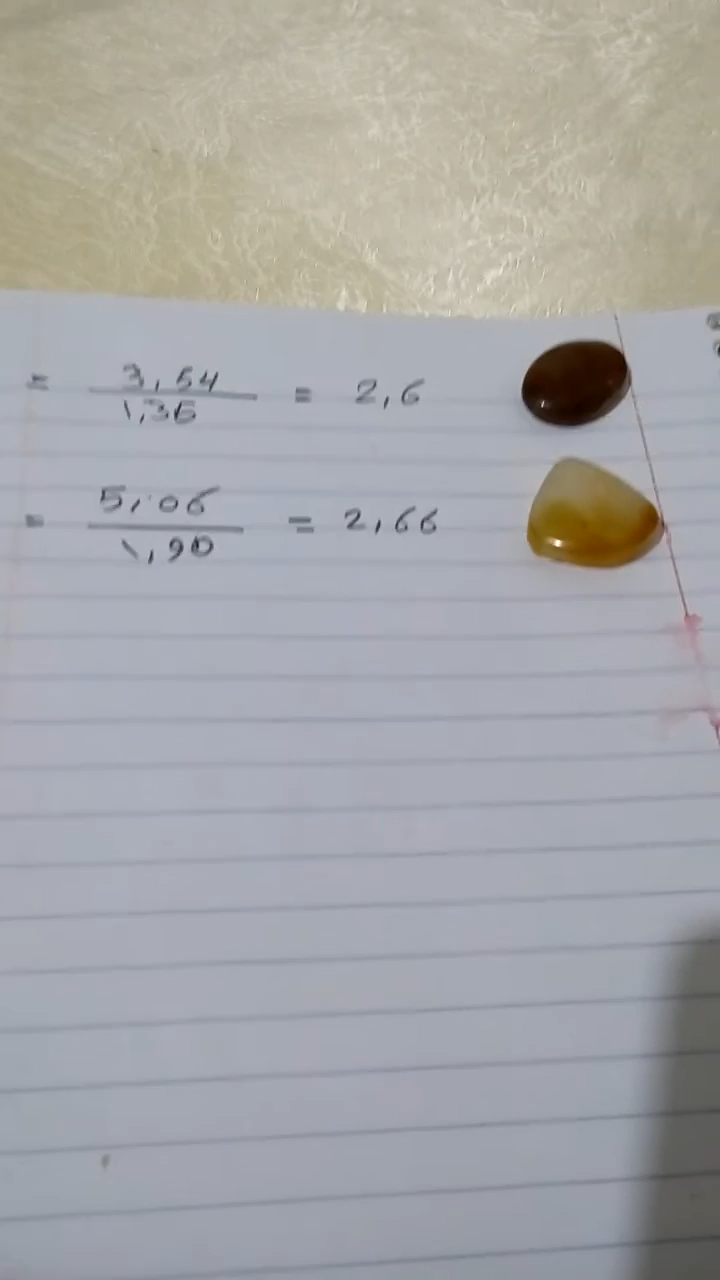 = 3,54 = 2,6
1,36
= 5,06 = 2,66
1,90